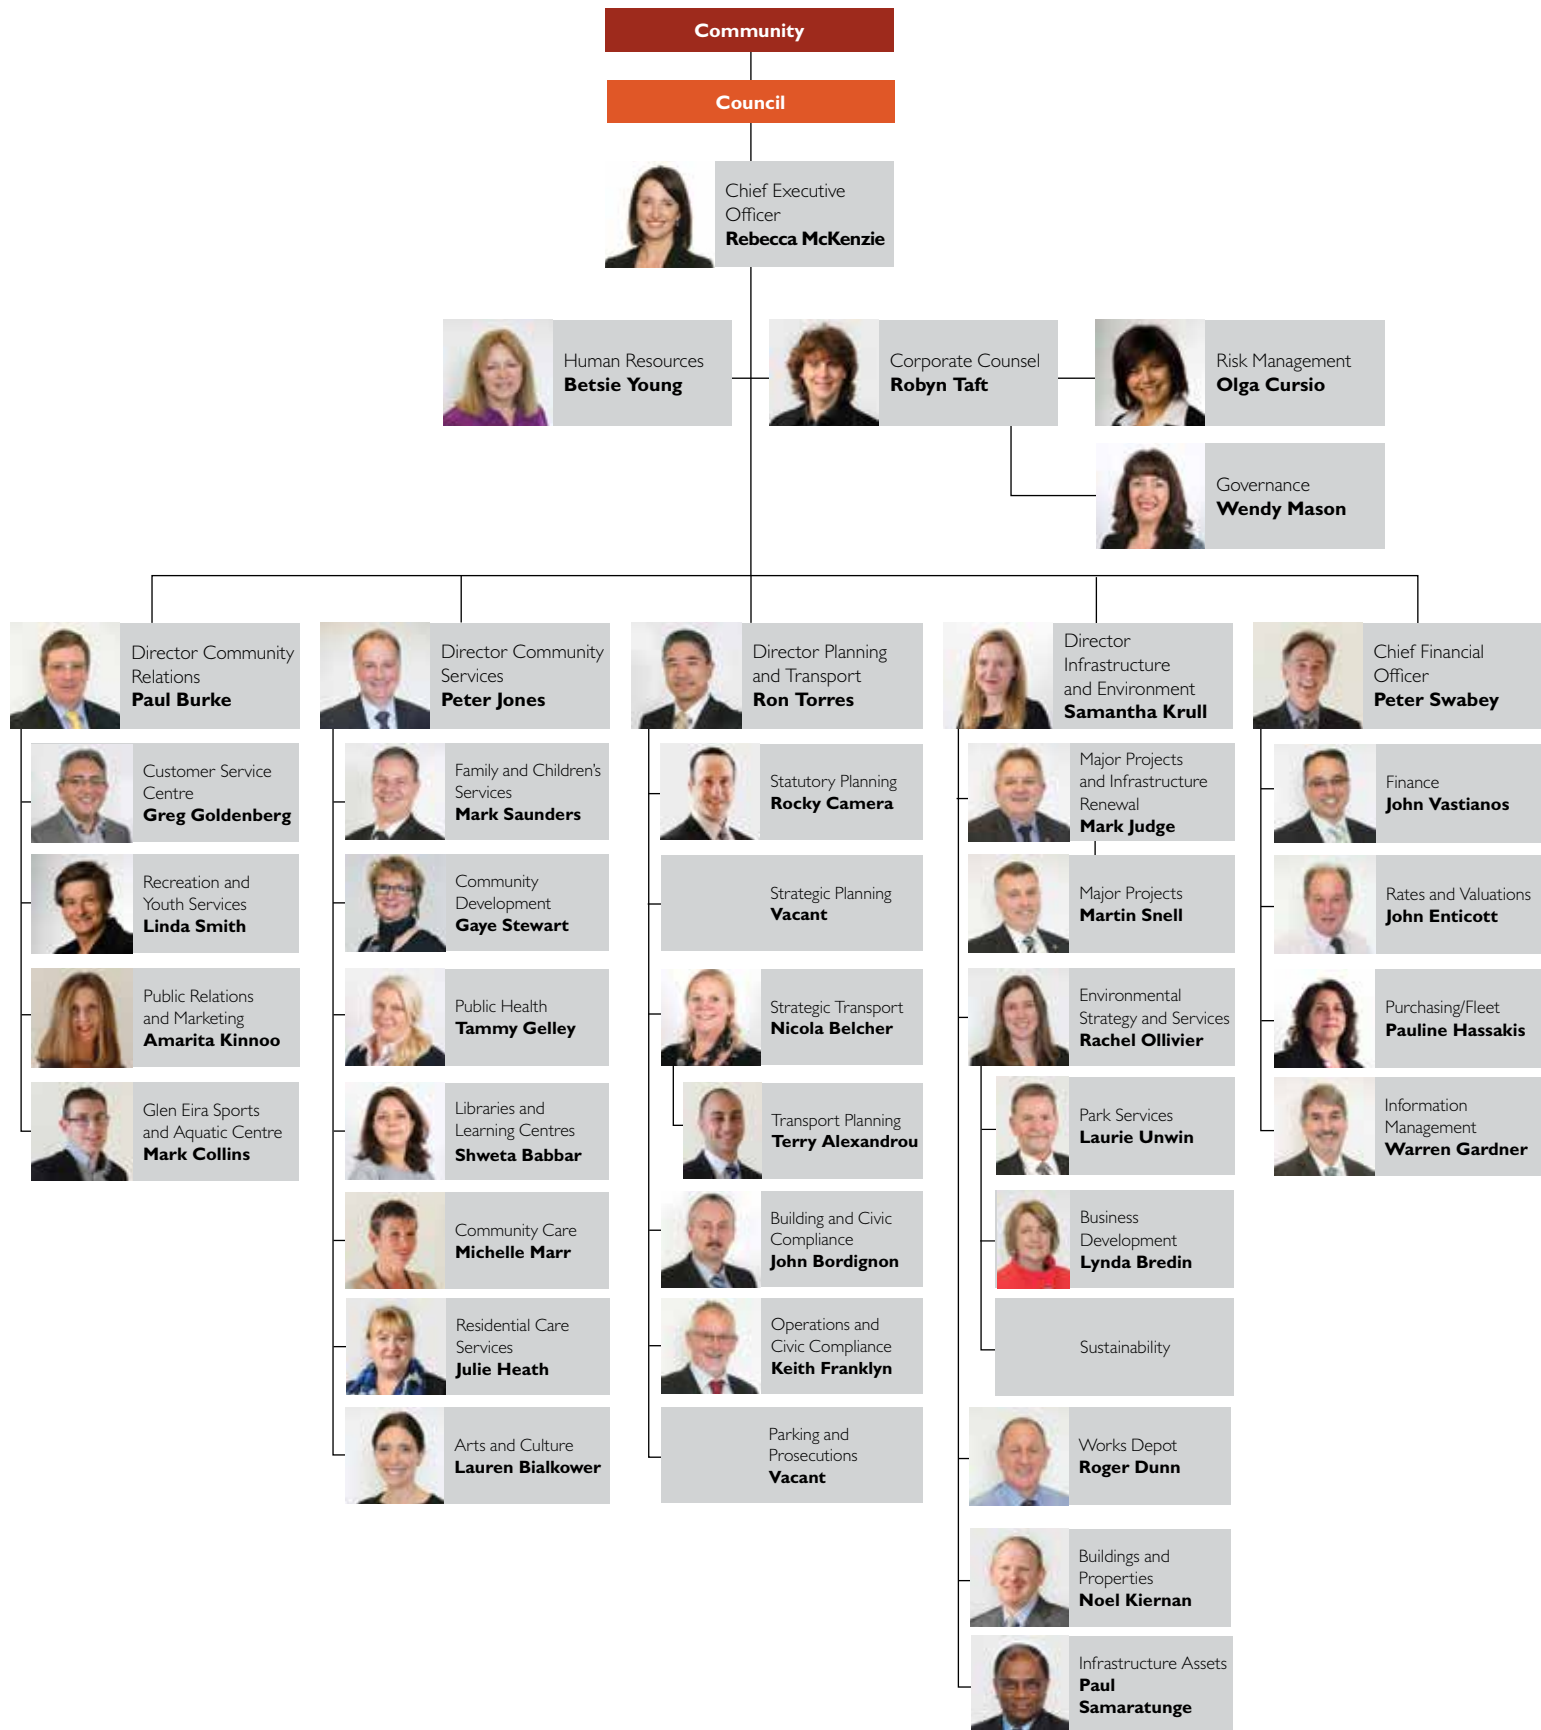 Community
Council
Chief Executive
Officer
Rebecca McKenzie
Human Resources
Betsie Young
Corporate Counsel
Robyn Taft
Risk Management
Olga Cursio
Governance
Wendy Mason
Director Community
Relations
Paul Burke
Customer Service
Centre
Greg Goldenberg
Recreation and
Youth Services
Linda Smith
Public Relations
and Marketing
Amarita Kinnoo
Glen Eira Sports
and Aquatic Centre
Mark Collins
Director Community
Services
Peter Jones
Family and Children's
Services
Mark Saunders
Community
Development
Gaye Stewart
Public Health
Tammy Gelley
Libraries and
Learning Centres
Shweta Babbar
Community Care
Michelle Marr
Residential Care
Services
Julie Heath
Arts and Culture
Lauren Bialkower
Director Planning
and Transport
Ron Torres
Statutory Planning
Rocky Camera
Strategic Planning
Vacant
Strategic Transport
Nicola Belcher
Transport Planning
Terry Alexandrou
Building and Civic
Compliance
John Bordignon
Operations and
Civic Compliance
Keith Franklyn
Parking and
Prosecutions
Vacant
Director
Infrastructure
and Environment
Samantha Krull
Major Projects
and Infrastructure
Renewal
Mark Judge
Major Projects
Martin Snell
Environmental
Strategy and Services
Rachel Ollivier
Park Services
Laurie Unwin
Business
Development
Lynda Bredin
Sustainability
Works Depot
Roger Dunn
Buildings and
Properties
Noel Kiernan
Infrastructure Assets
Paul
Samaratunge
Chief Financial
Officer
Peter Swabey
Finance
John Vastianos
Rates and Valuations
John Enticott
Purchasing/Fleet
Pauline Hassakis
Information
Management
Warren Gardner